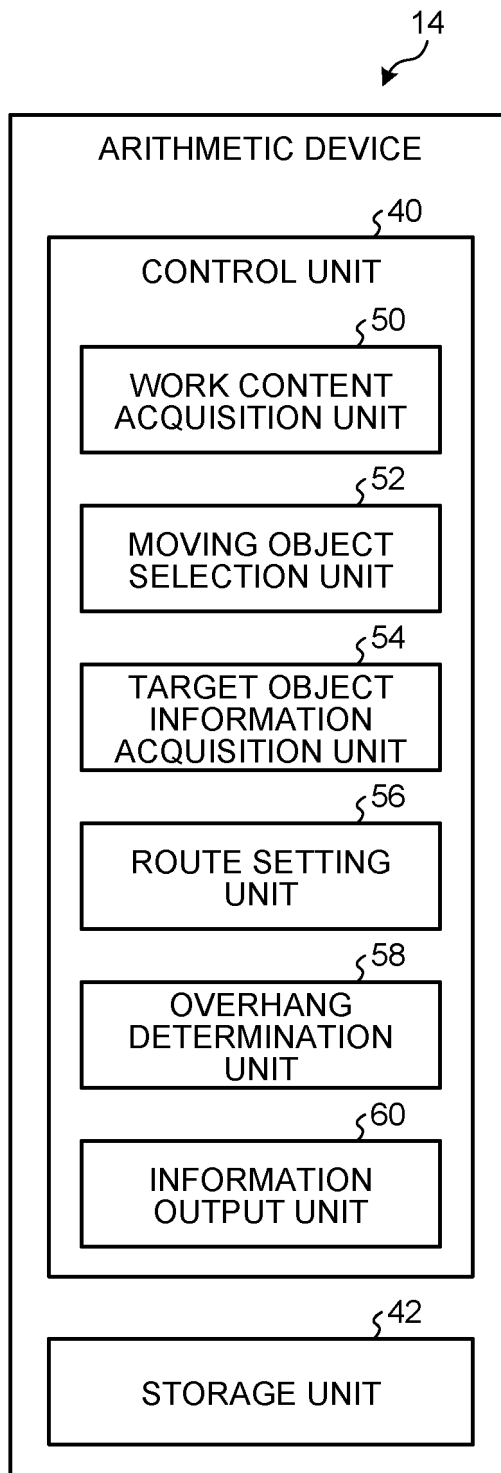 14
ARITHMETIC DEVICE
40
CONTROL UNIT
50
WORK CONTENT
ACQUISITION UNIT
52
MOVING OBJECT
SELECTION UNIT
54
TARGET OBJECT
INFORMATION
ACQUISITION UNIT
56
ROUTE SETTING
UNIT
58
OVERHANG
DETERMINATION
UNIT
60
INFORMATION
OUTPUT UNIT
42
STORAGE UNIT